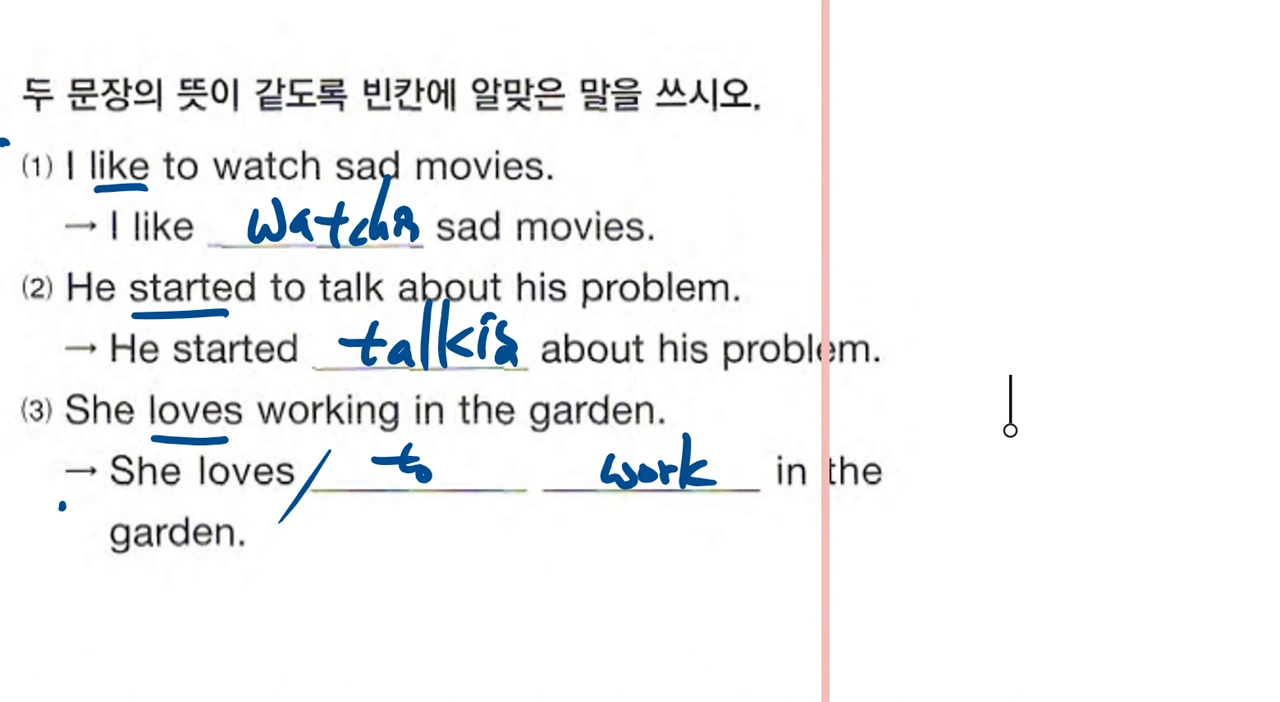 두 문장의 뜻이 같도록 빈칸에 알맞은 말을 쓰시오.
(1) I like to watch sad movies.
→ I like watching sad movies.
(2) He started to talk about his problem.
→ He started talking about his problem.
(3) She loves working in the garden.
→ She loves / to work in the
garden.